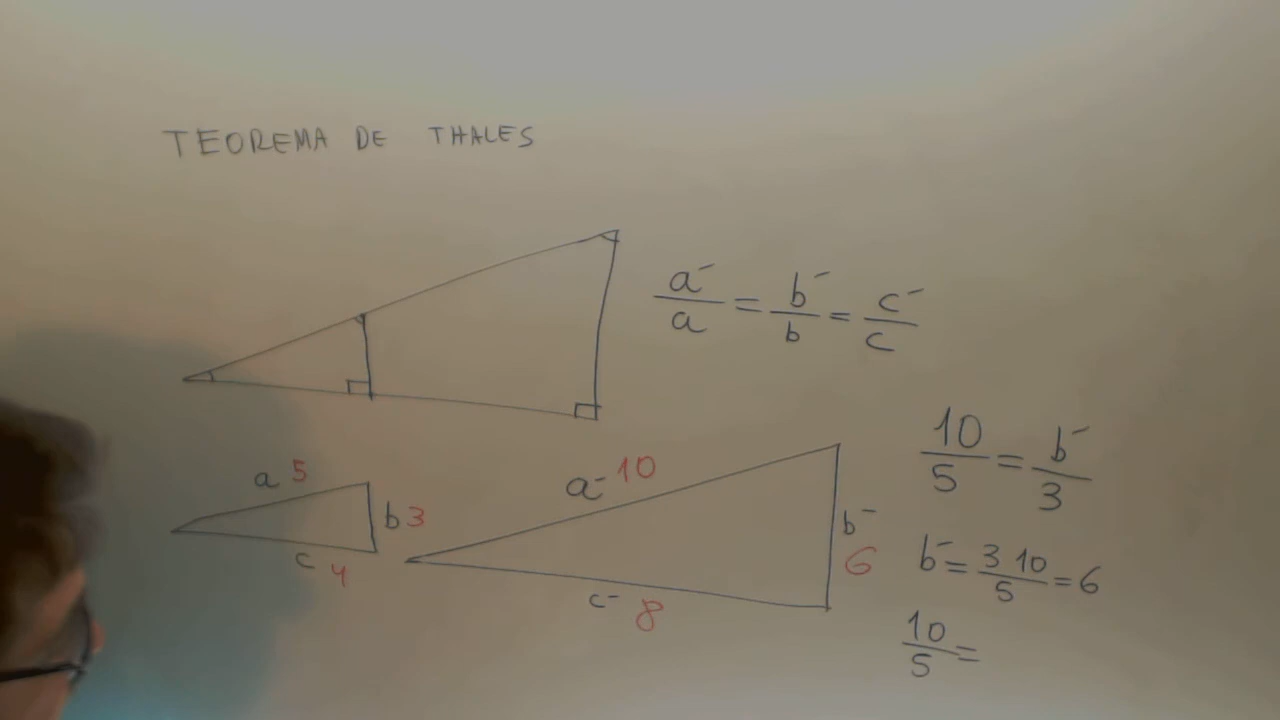 TEOREMA DE THALES
a-/a = b-/b = c-/c
a 5
b 3
c 4
a- 10
b-
6
c- 8
10/5 = b-/3
b- = 3 10/5 = 6
10/5 =